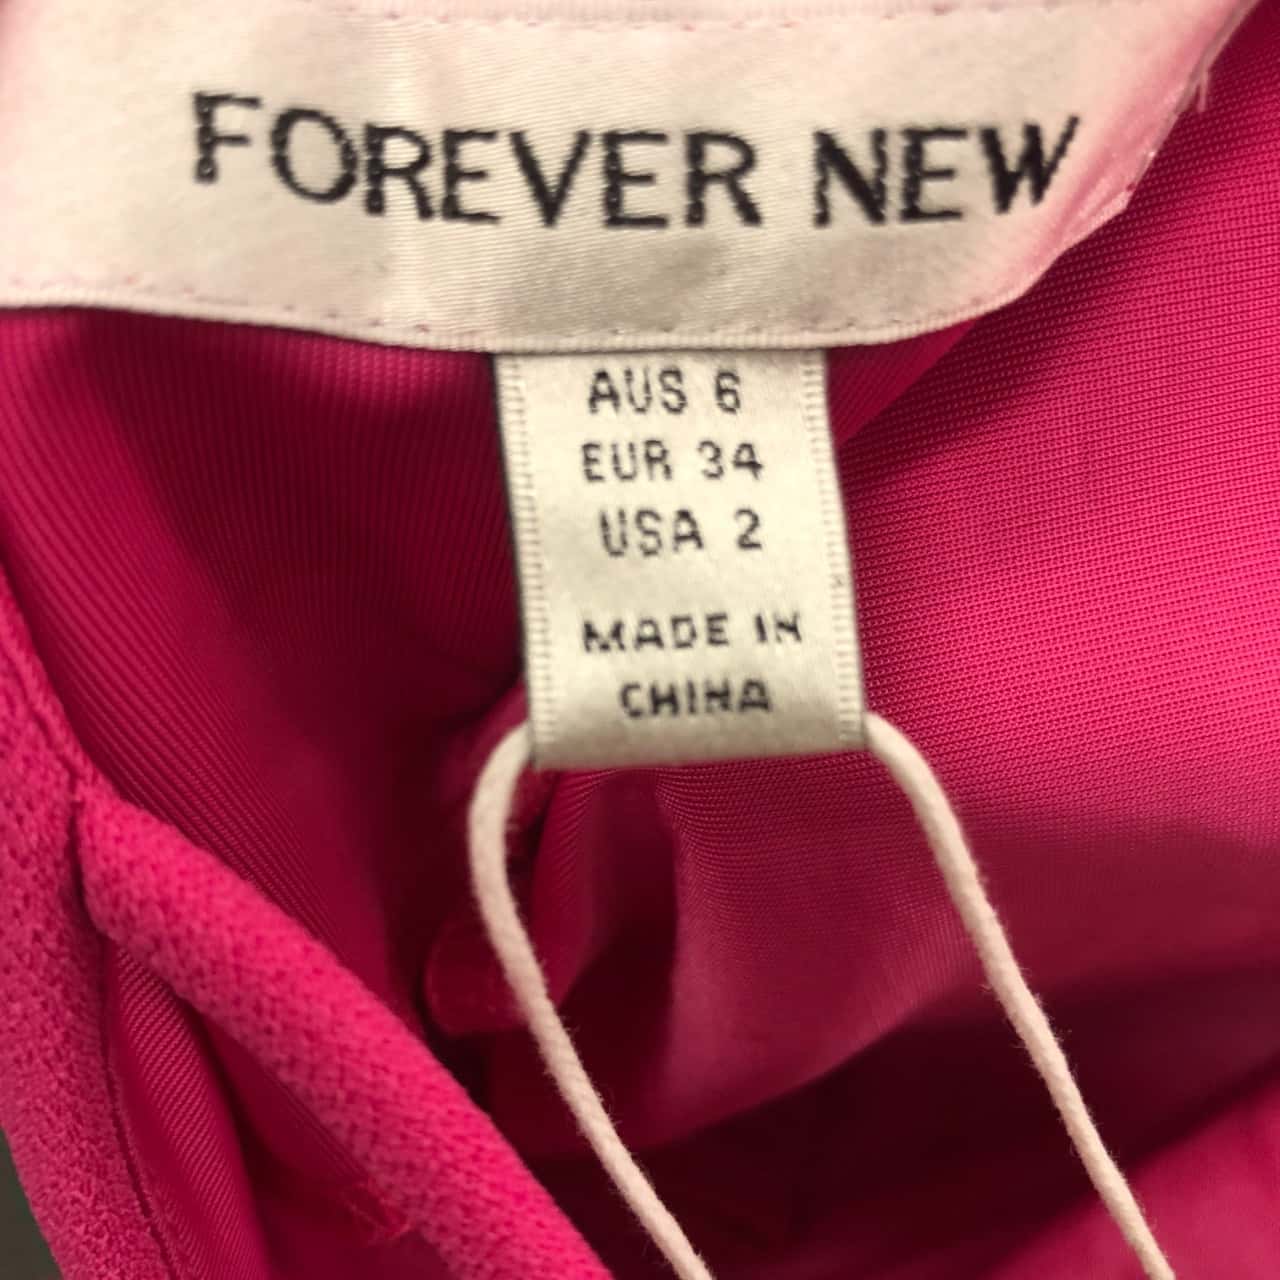 FOREVER NEW
AUS 6
EUR 34
USA 2
MADE IN
CHINA